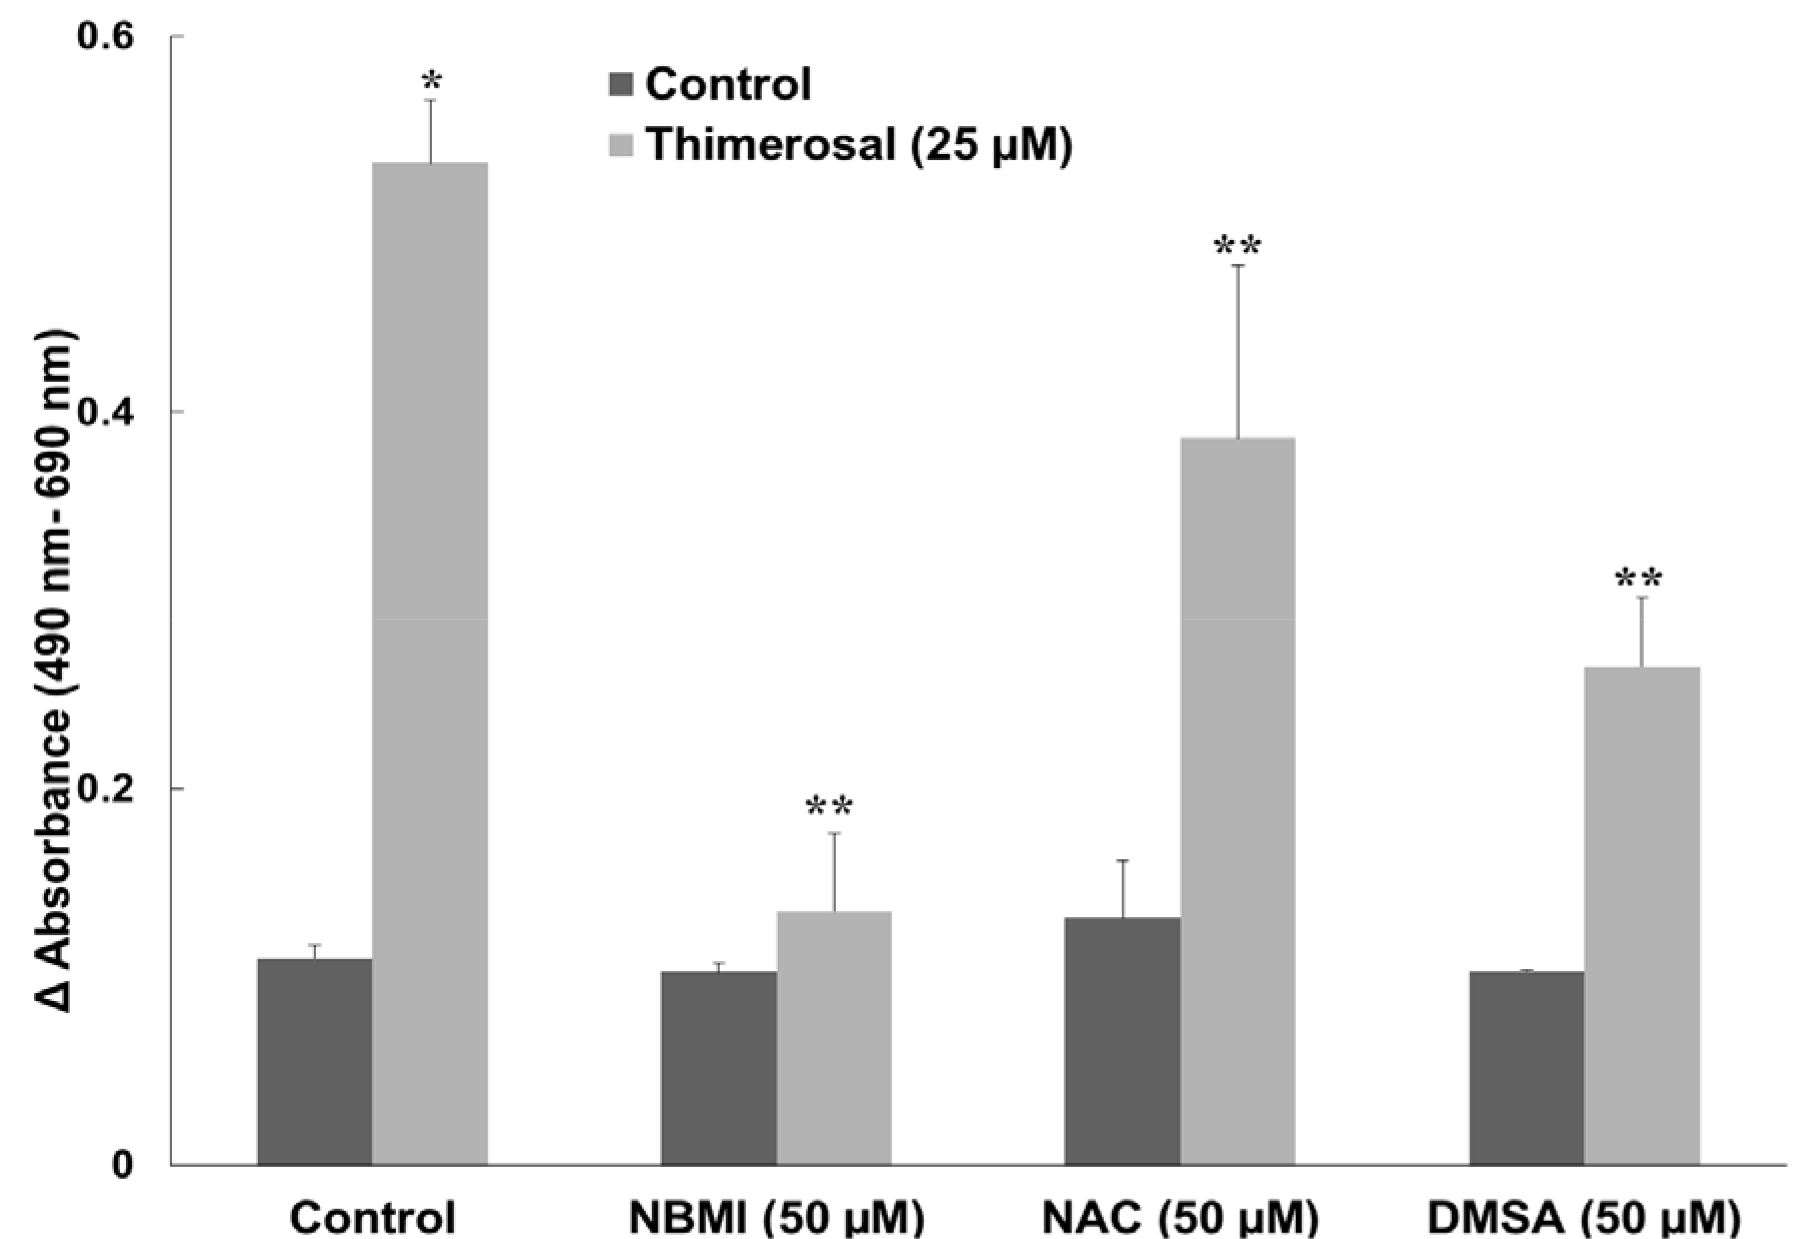 0.6
0.4
0.2
0
Δ Absorbance (490 nm- 690 nm)
Control
Thimerosal (25 µM)
*
**
**
**
Control
NBMI (50 µM)
NAC (50 µM)
DMSA (50 µM)